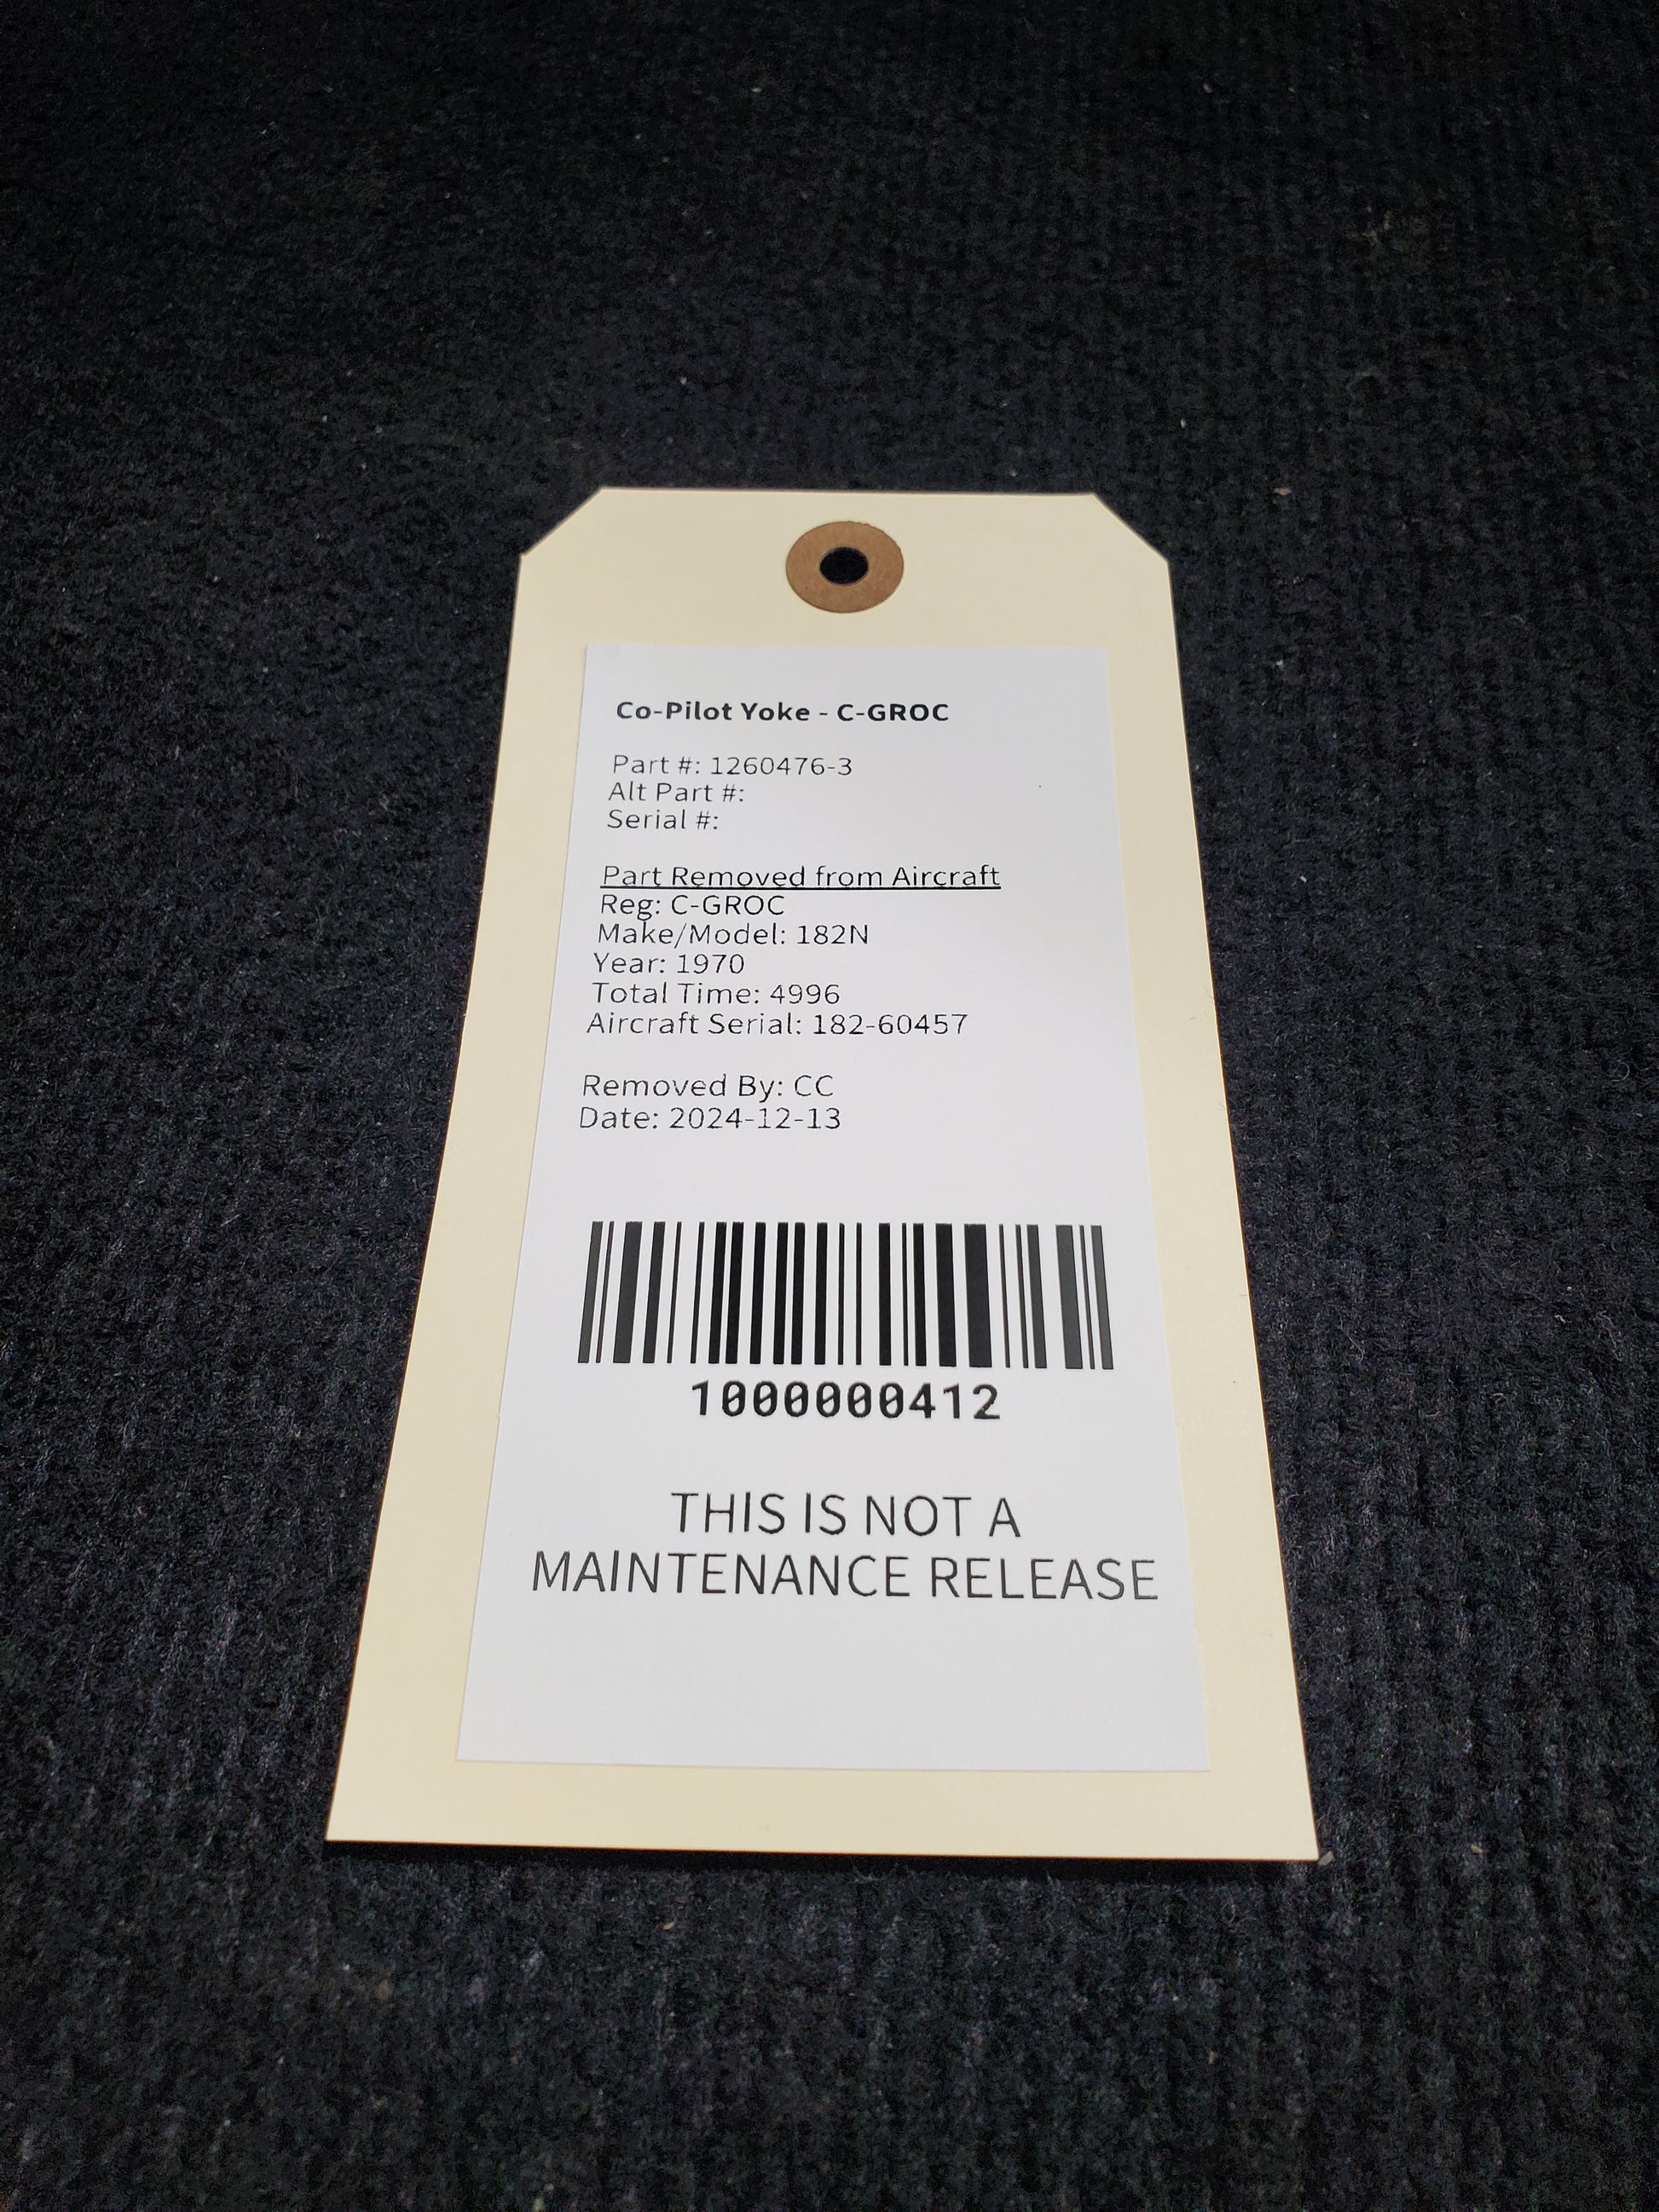 Co-Pilot Yoke - C-GROC
Part #: 1260476-3
Alt Part #:
Serial #:
Part Removed from Aircraft
Reg: C-GROC
Make/Model: 182N
Year: 1970
Total Time: 4996
Aircraft Serial: 182-60457
Removed By: CC
Date: 2024-12-13
1000000412
THIS IS NOT A
MAINTENANCE RELEASE